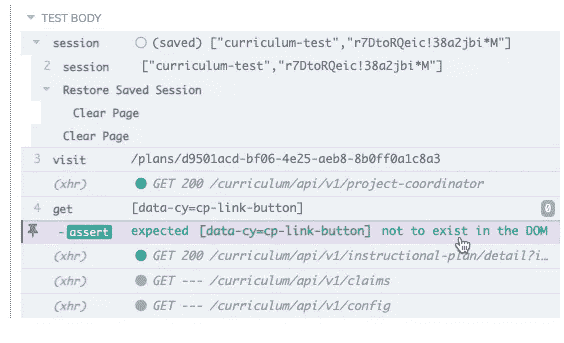 TEST BODY
session (saved) ["curriculum-test","r7DtoRQeic!38a2jbi*M"]
2 session ["curriculum-test","r7DtoRQeic!38a2jbi*M"]
Restore Saved Session
Clear Page
Clear Page
3 visit /plans/d9501acd-bf06-4e25-aeb8-8b0ff0a1c8a3
(xhr) GET 200 /curriculum/api/v1/project-coordinator
4 get [data-cy=cp-link-button] 0
-assert expected [data-cy=cp-link-button] not to exist in the DOM
(xhr) GET 200 /curriculum/api/v1/instructional-plan/detail?i…
(xhr) GET --- /curriculum/api/v1/claims
(xhr) GET --- /curriculum/api/v1/config